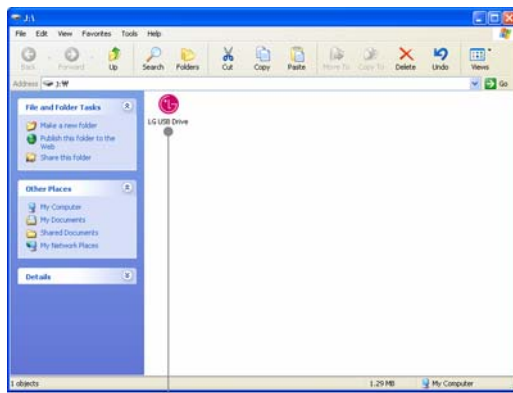 J:\
File Edit View Favorites Tools Help
Back Forward Up Search Folders Cut Copy Paste Move To Copy To Delete Undo Views
Address J:\ Go
File and Folder Tasks
Make a new folder
Publish this folder to the
Web
Share this folder
LG USB Drive
Other Places
My Computer
My Documents
Shared Documents
My Network Places
Details
1 objects 1.29 MB My Computer